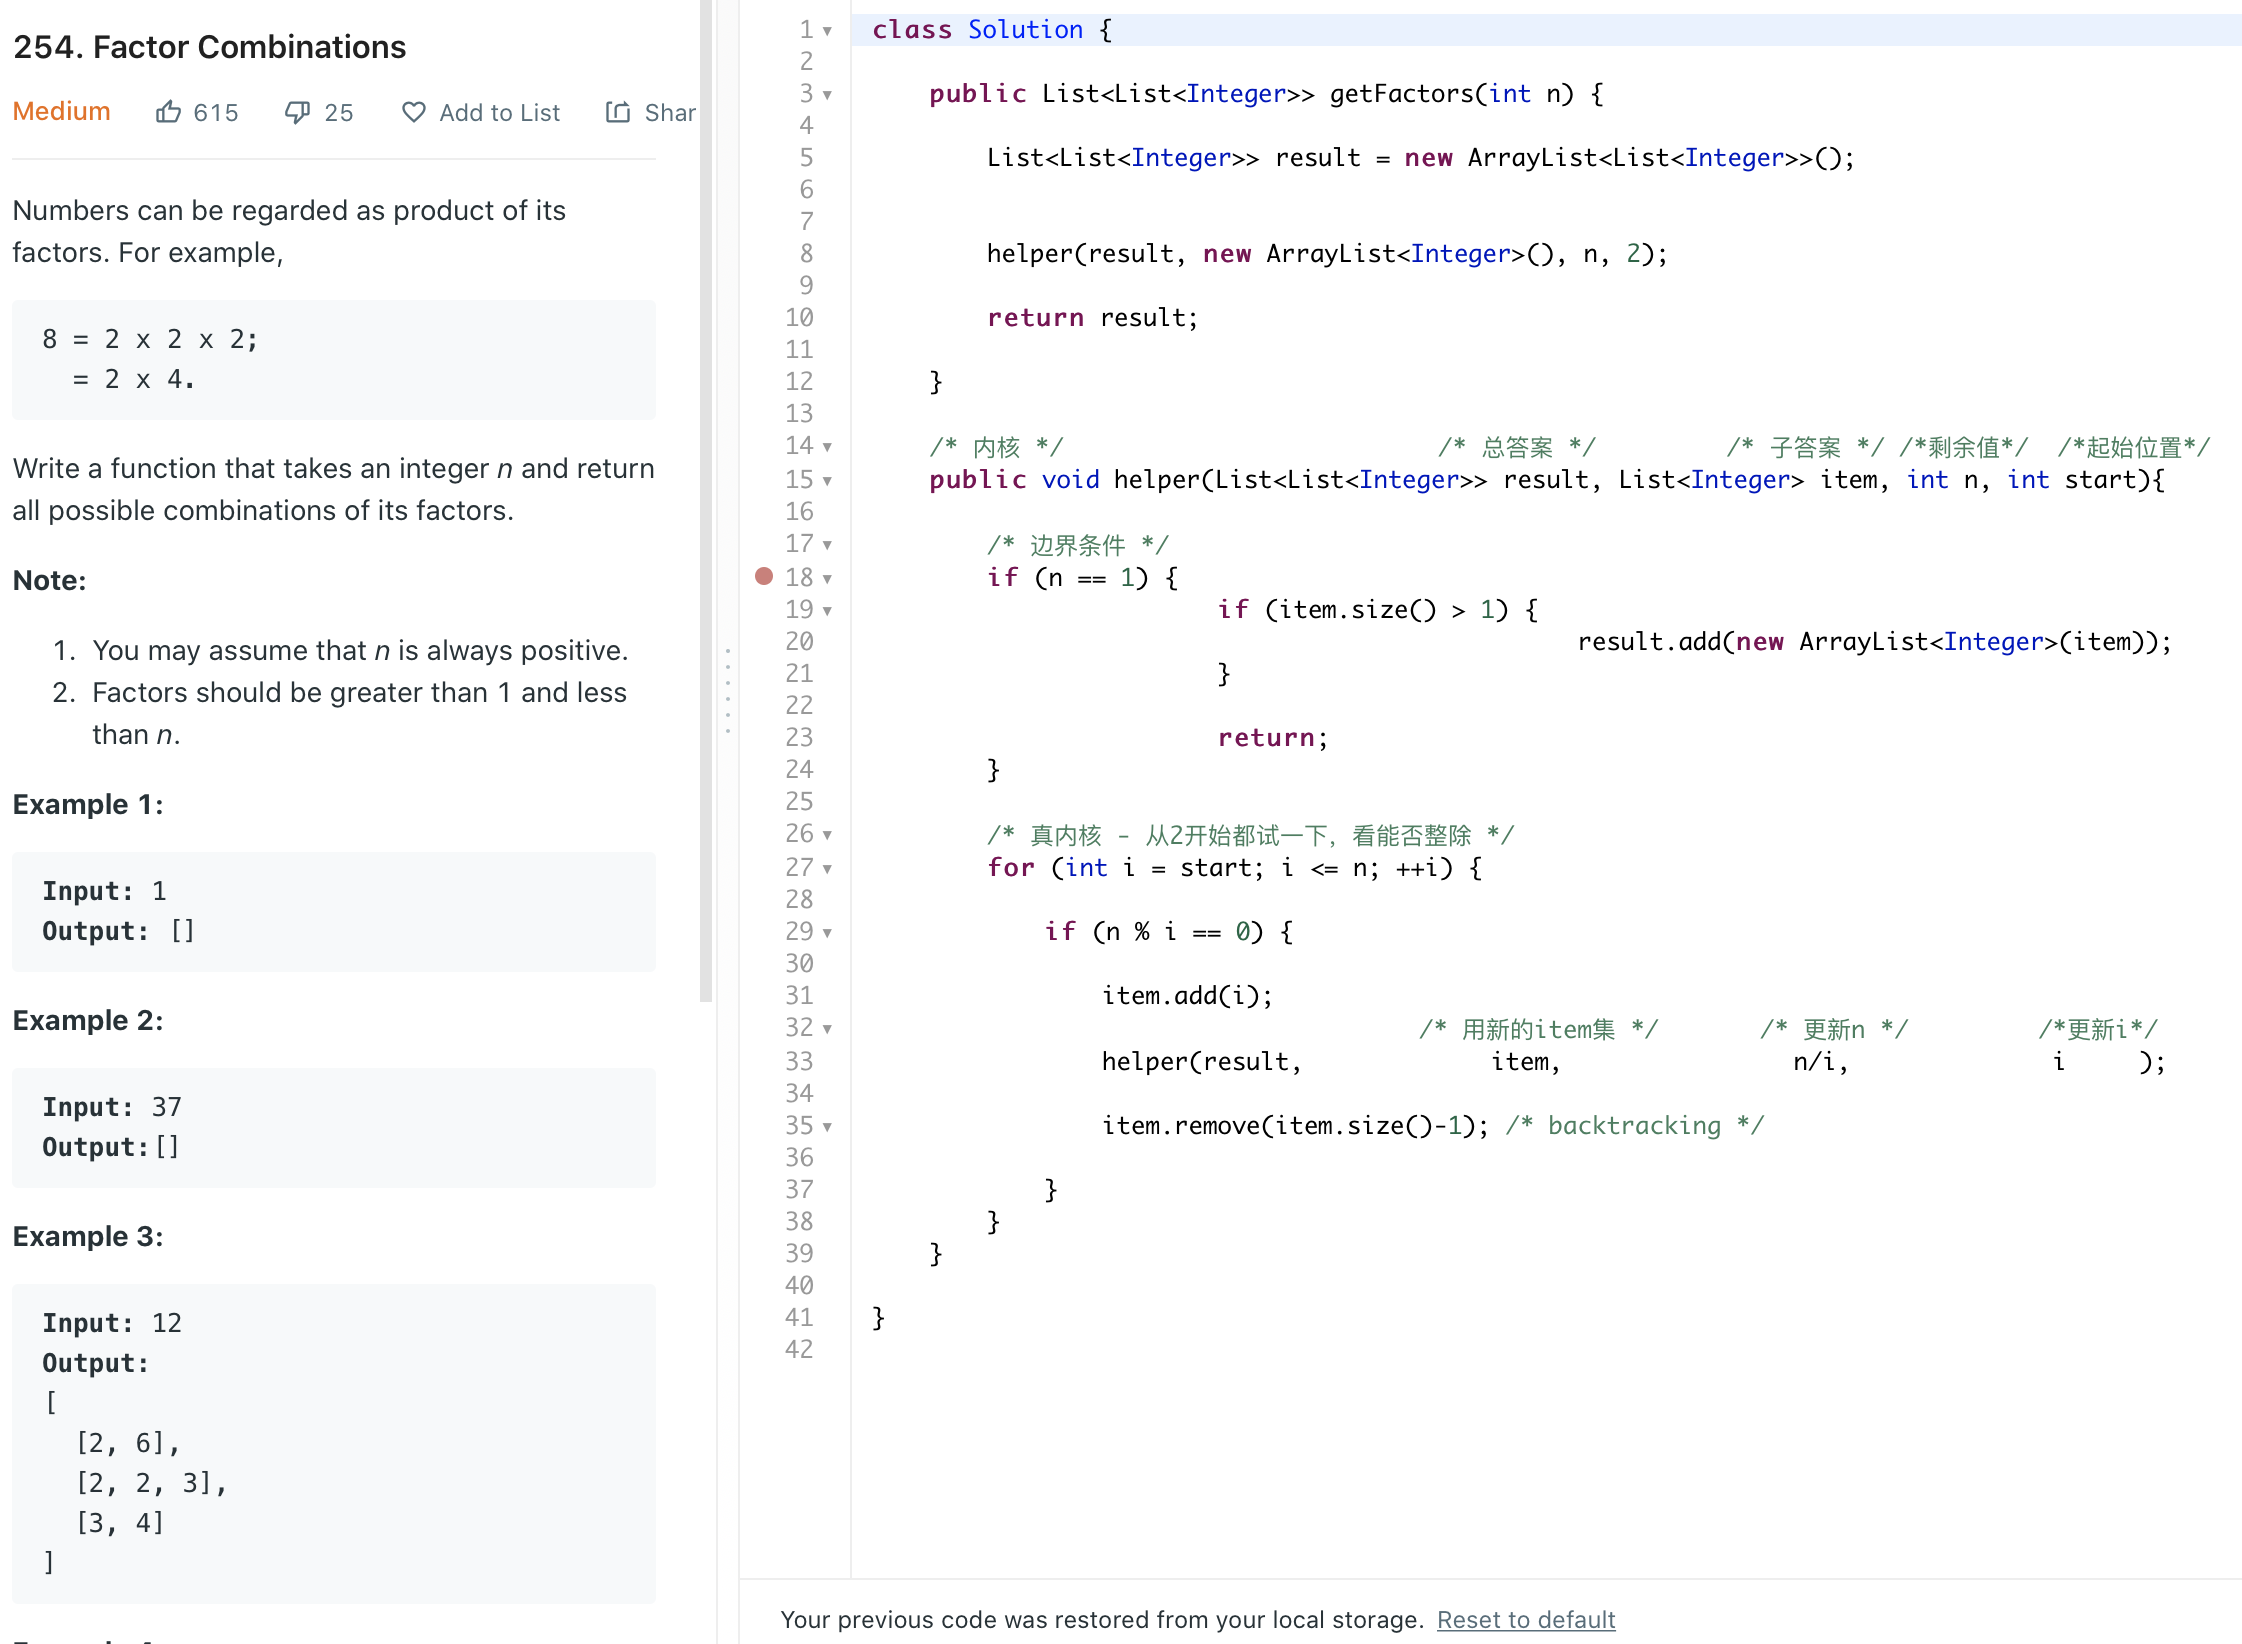 254. Factor Combinations
Medium 615 25 Add to List Shar
Numbers can be regarded as product of its
factors. For example,
8 = 2 x 2 x 2;
= 2 x 4.
Write a function that takes an integer n and return
all possible combinations of its factors.
Note:
1. You may assume that n is always positive.
2. Factors should be greater than 1 and less
than n.
Example 1:
Input: 1
Output: []
Example 2:
Input: 37
Output:[]
Example 3:
Input: 12
Output:
[
[2, 6],
[2, 2, 3],
[3, 4]
]
1 class Solution {
2
3 public List<List<Integer>> getFactors(int n) {
4
5 List<List<Integer>> result = new ArrayList<List<Integer>>();
6
7
8 helper(result, new ArrayList<Integer>(), n, 2);
9
10 return result;
11
12 }
13
14 /* 内核 */ /* 总答案 */ /* 子答案 */ /*剩余值*/ /*起始位置*/
15 public void helper(List<List<Integer>> result, List<Integer> item, int n, int start){
16
17 /* 边界条件 */
18 if (n == 1) {
19 if (item.size() > 1) {
20 result.add(new ArrayList<Integer>(item));
21 }
22
23 return;
24 }
25
26 /* 真内核 - 从2开始都试一下，看能否整除 */
27 for (int i = start; i <= n; ++i) {
28
29 if (n % i == 0) {
30
31 item.add(i);
32 /* 用新的item集 */ /* 更新n */ /*更新i*/
33 helper(result, item, n/i, i );
34
35 item.remove(item.size()-1); /* backtracking */
36
37 }
38 }
39 }
40
41 }
42
Your previous code was restored from your local storage. Reset to default